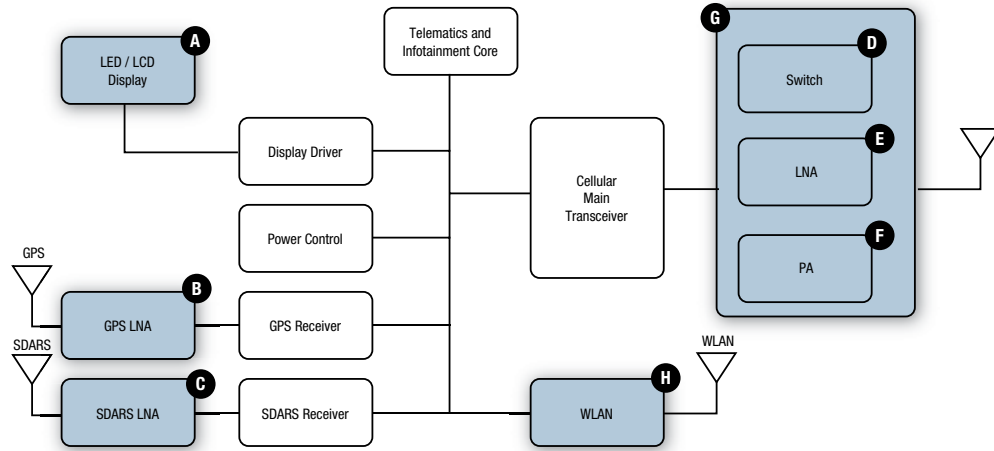 A
LED / LCD
Display
Telematics and
Infotainment Core
G
D
Switch
E
LNA
F
PA
Display Driver
Cellular
Main
Transceiver
Power Control
GPS
B
GPS LNA
GPS Receiver
SDARS
C
SDARS LNA
SDARS Receiver
H
WLAN
WLAN